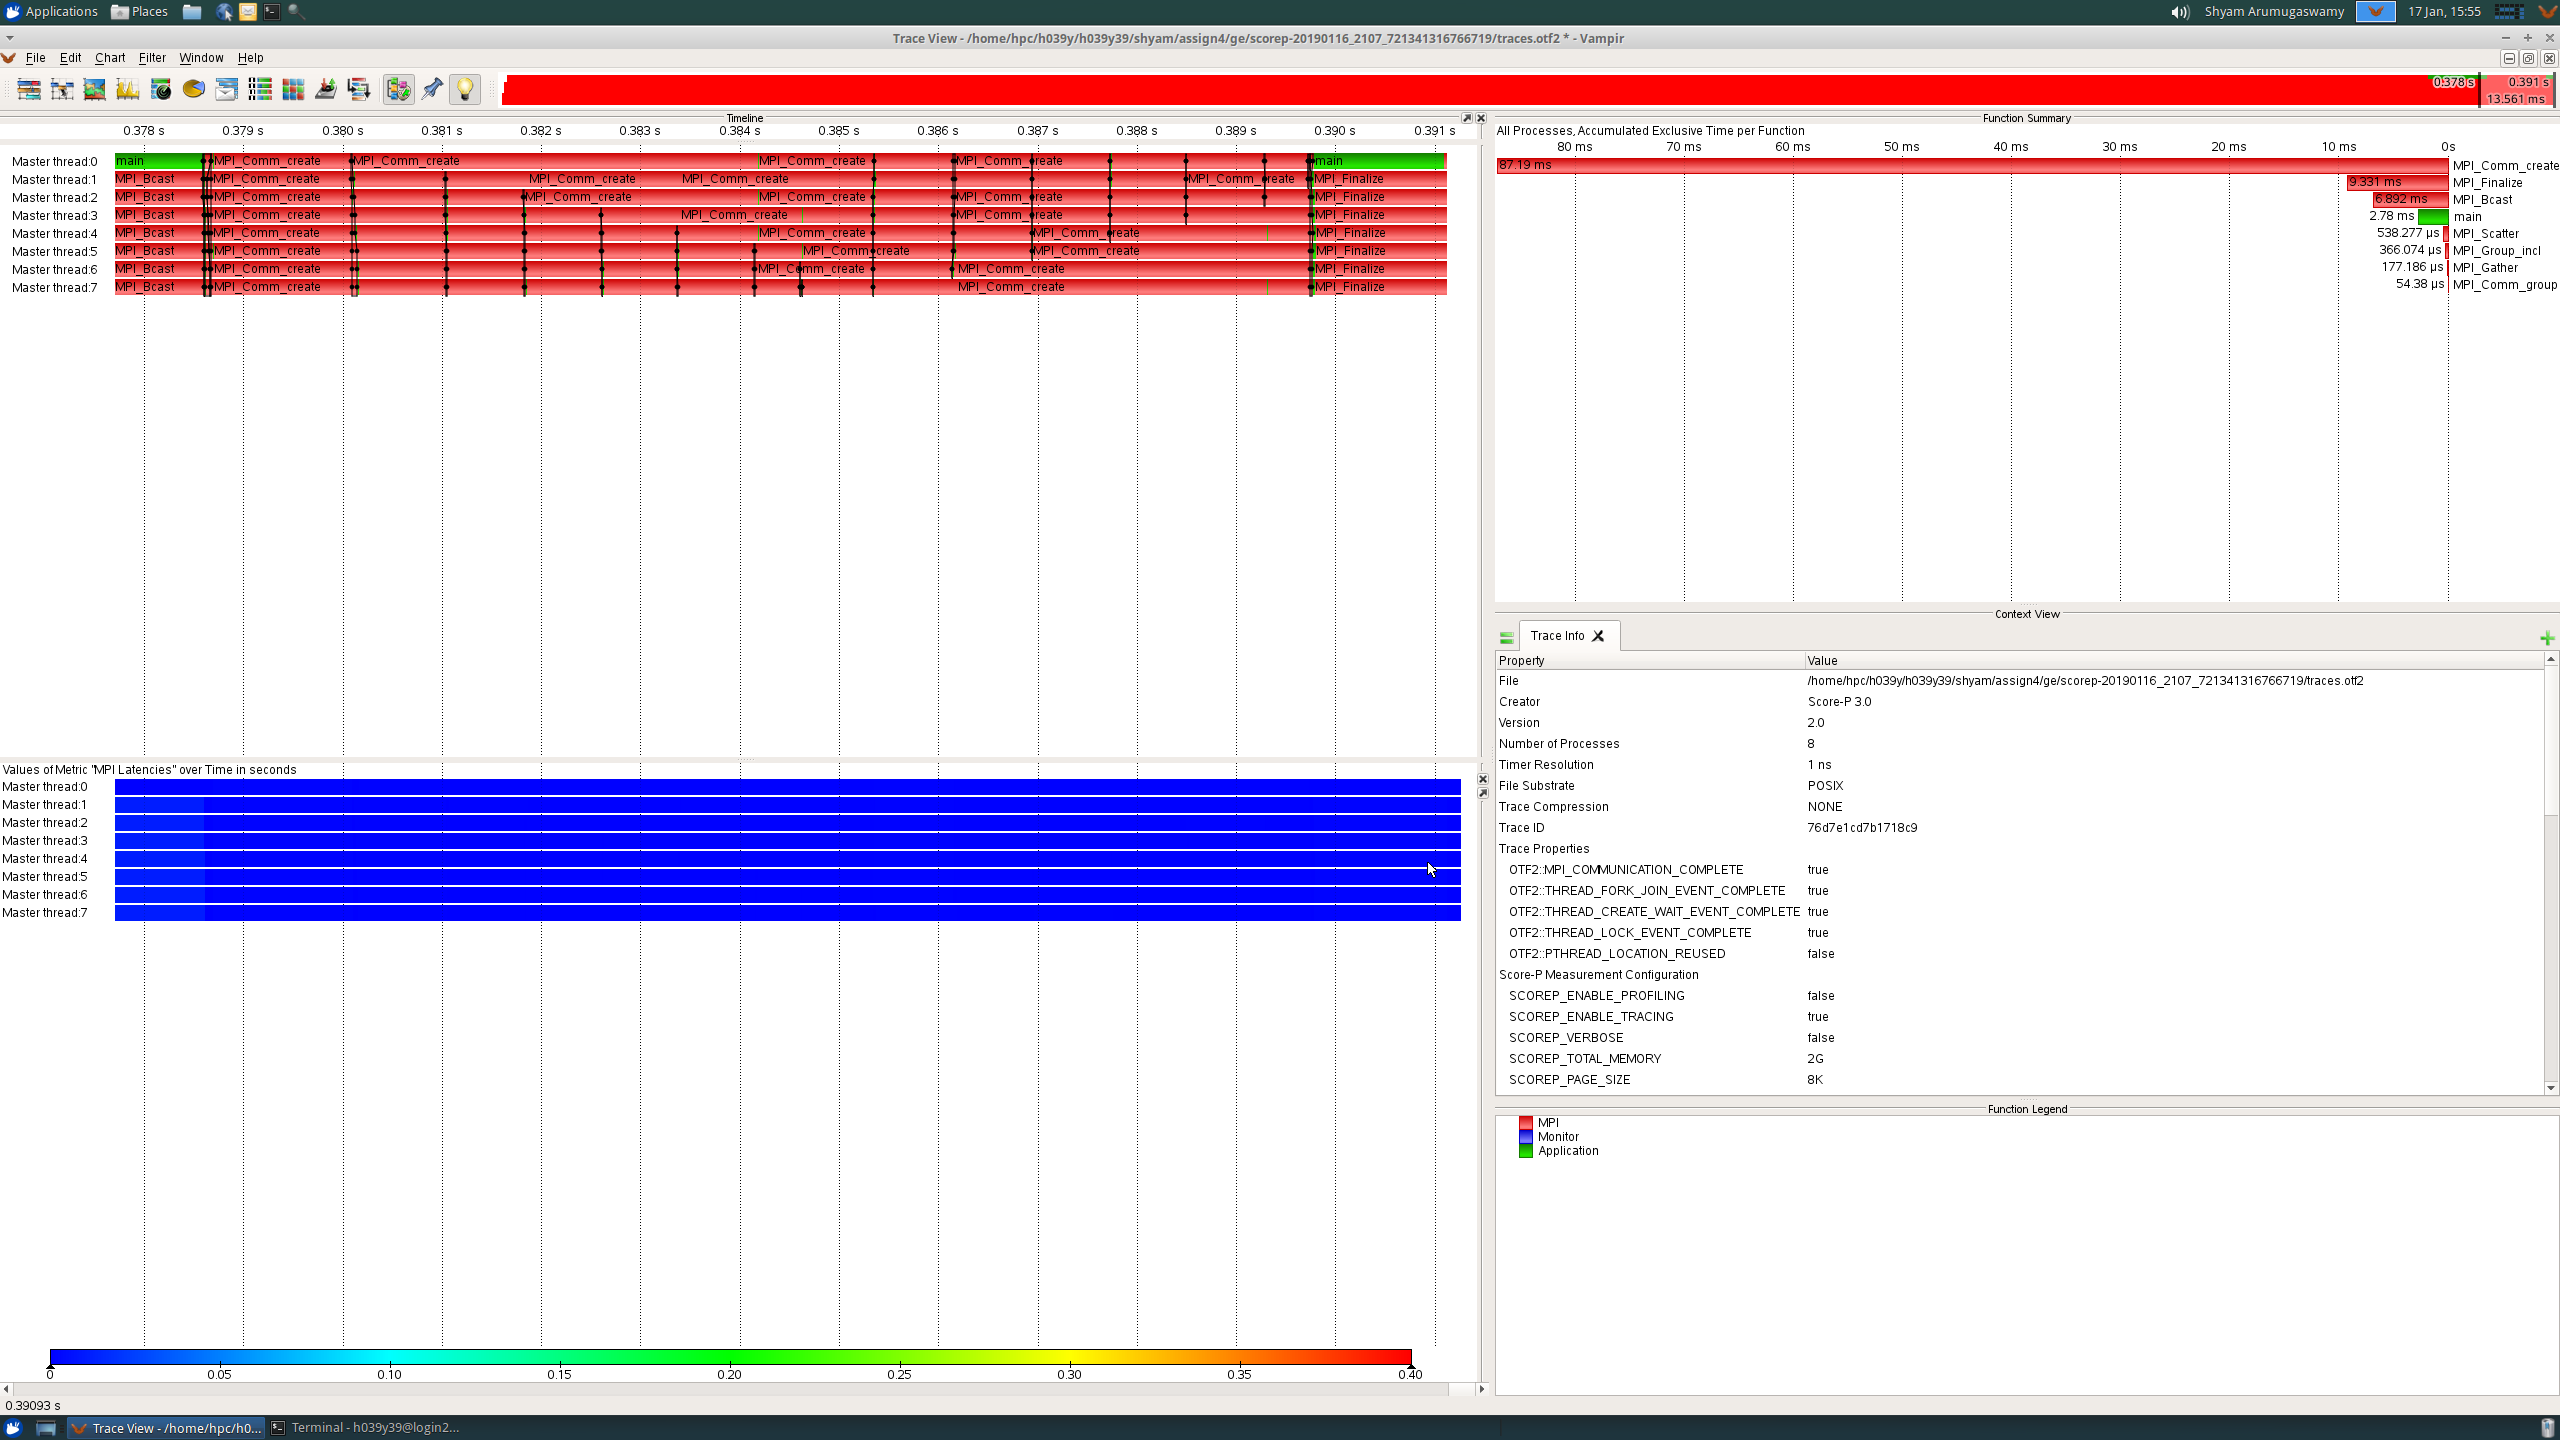 Applications Places Shyam Arumugaswamy 17 Jan, 15:55
Trace View - /home/hpc/h039y/h039y39/shyam/assign4/ge/scorep-20190116_2107_721341316766719/traces.otf2 * - Vampir
File Edit Chart Filter Window Help
0.378 s 0.391 s
13.561 ms
Timeline
0.378 s 0.379 s 0.380 s 0.381 s 0.382 s 0.383 s 0.384 s 0.385 s 0.386 s 0.387 s 0.388 s 0.389 s 0.390 s 0.391 s
Master thread:0 main MPI_Comm_create MPI_Comm_create MPI_Comm_create MPI_Comm_create main
Master thread:1 MPI_Bcast MPI_Comm_create MPI_Comm_create MPI_Comm_create MPI_Comm_create MPI_Finalize
Master thread:2 MPI_Bcast MPI_Comm_create MPI_Comm_create MPI_Comm_create MPI_Comm_create MPI_Finalize
Master thread:3 MPI_Bcast MPI_Comm_create MPI_Comm_create MPI_Comm_create MPI_Finalize
Master thread:4 MPI_Bcast MPI_Comm_create MPI_Comm_create MPI_Comm_create MPI_Finalize
Master thread:5 MPI_Bcast MPI_Comm_create MPI_Comm_create MPI_Comm_create MPI_Finalize
Master thread:6 MPI_Bcast MPI_Comm_create MPI_Comm_create MPI_Comm_create MPI_Finalize
Master thread:7 MPI_Bcast MPI_Comm_create MPI_Comm_create MPI_Finalize
Values of Metric "MPI Latencies" over Time in seconds
Master thread:0
Master thread:1
Master thread:2
Master thread:3
Master thread:4
Master thread:5
Master thread:6
Master thread:7
0 0.05 0.10 0.15 0.20 0.25 0.30 0.35 0.40
0.39093 s
Function Summary
All Processes, Accumulated Exclusive Time per Function
80 ms 70 ms 60 ms 50 ms 40 ms 30 ms 20 ms 10 ms 0s
87.19 ms MPI_Comm_create
9.331 ms MPI_Finalize
6.892 ms MPI_Bcast
2.78 ms main
538.277 µs MPI_Scatter
366.074 µs MPI_Group_incl
177.186 µs MPI_Gather
54.38 µs MPI_Comm_group
Context View
Trace Info
Property Value
File /home/hpc/h039y/h039y39/shyam/assign4/ge/scorep-20190116_2107_721341316766719/traces.otf2
Creator Score-P 3.0
Version 2.0
Number of Processes 8
Timer Resolution 1 ns
File Substrate POSIX
Trace Compression NONE
Trace ID 76d7e1cd7b1718c9
Trace Properties
OTF2::MPI_COMMUNICATION_COMPLETE true
OTF2::THREAD_FORK_JOIN_EVENT_COMPLETE true
OTF2::THREAD_CREATE_WAIT_EVENT_COMPLETE true
OTF2::THREAD_LOCK_EVENT_COMPLETE true
OTF2::PTHREAD_LOCATION_REUSED false
Score-P Measurement Configuration
SCOREP_ENABLE_PROFILING false
SCOREP_ENABLE_TRACING true
SCOREP_VERBOSE false
SCOREP_TOTAL_MEMORY 2G
SCOREP_PAGE_SIZE 8K
Function Legend
MPI
Monitor
Application
Trace View - /home/hpc/h0... Terminal - h039y39@login2...